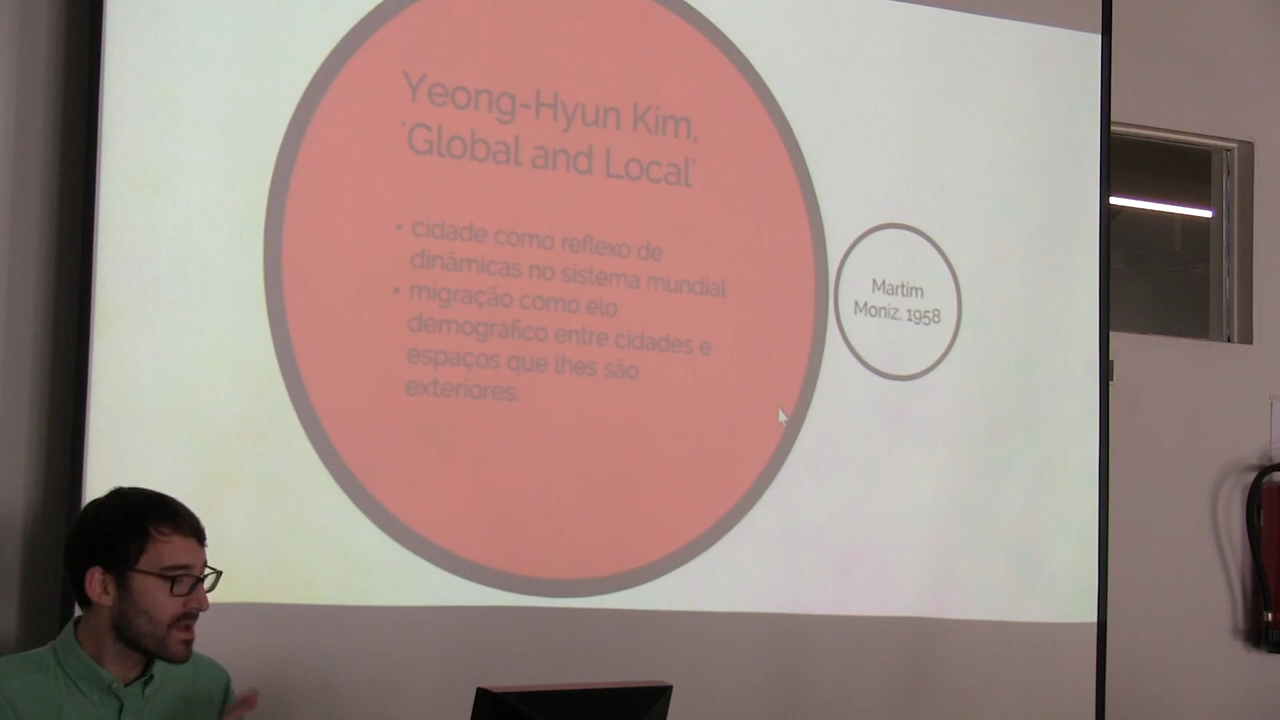 Yeong-Hyun Kim,
'Global and Local'
• cidade como reflexo de
dinâmicas no sistema mundial
• migração como elo
demográfico entre cidades e
espaços que lhes são
exteriores.
Martim
Moniz, 1958